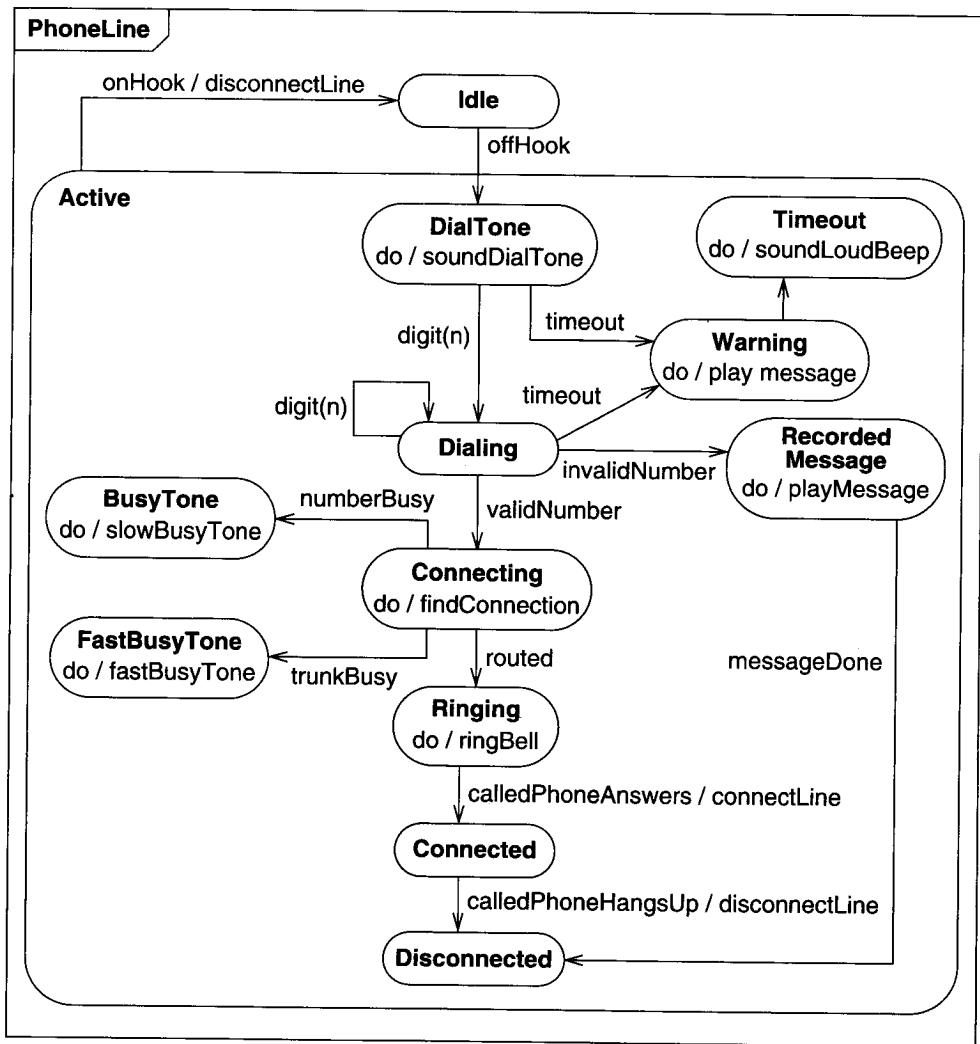 PhoneLine
onHook / disconnectLine
Idle
offHook
Active
DialTone
do / soundDialTone
Timeout
do / soundLoudBeep
timeout
digit(n)
Warning
do / play message
timeout
digit(n)
Dialing
invalidNumber
Recorded
Message
do / playMessage
BusyTone
do / slowBusyTone
numberBusy
validNumber
Connecting
do / findConnection
FastBusyTone
do / fastBusyTone
trunkBusy
routed
messageDone
Ringing
do / ringBell
calledPhoneAnswers / connectLine
Connected
calledPhoneHangsUp / disconnectLine
Disconnected